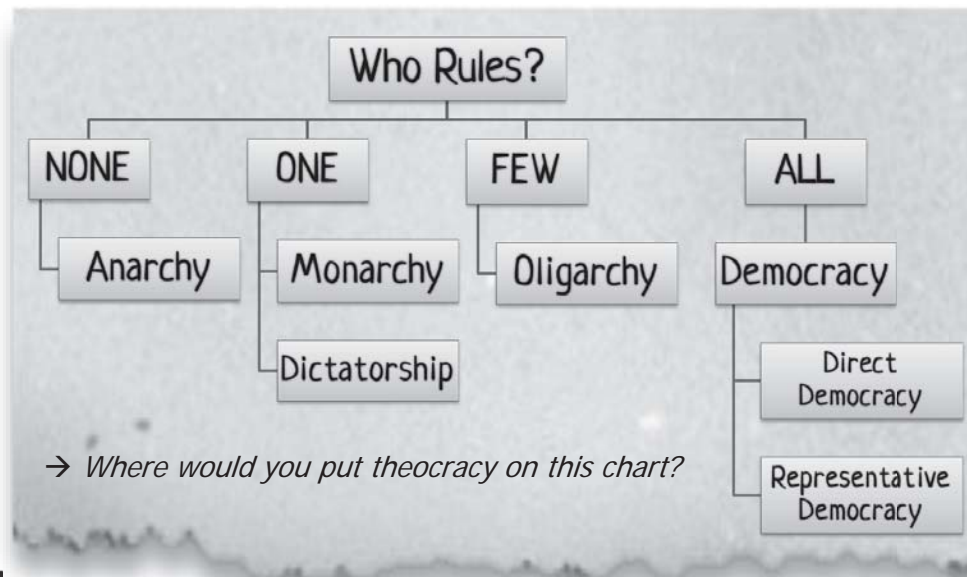 Who Rules?
NONE
ONE
FEW
ALL
Anarchy
Monarchy
Oligarchy
Democracy
Dictatorship
Direct
Democracy
→ Where would you put theocracy on this chart?
Representative
Democracy